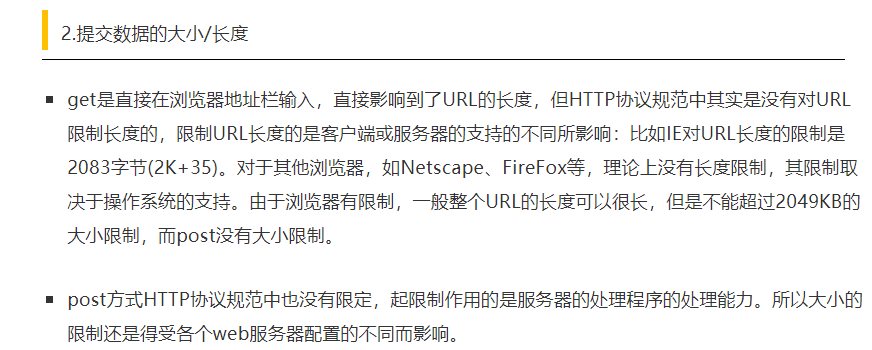 2.提交数据的大小/长度
get是直接在浏览器地址栏输入，直接影响到了URL的长度，但HTTP协议规范中其实是没有对URL
限制长度的，限制URL长度的是客户端或服务器的支持的不同所影响：比如IE对URL长度的限制是
2083字节(2K+35)。对于其他浏览器，如Netscape、FireFox等，理论上没有长度限制，其限制取
决于操作系统的支持。由于浏览器有限制，一般整个URL的长度可以很长，但是不能超过2049KB的
大小限制，而post没有大小限制。
post方式HTTP协议规范中也没有限定，起限制作用的是服务器的处理程序的处理能力。所以大小的
限制还是得受各个web服务器配置的不同而影响。